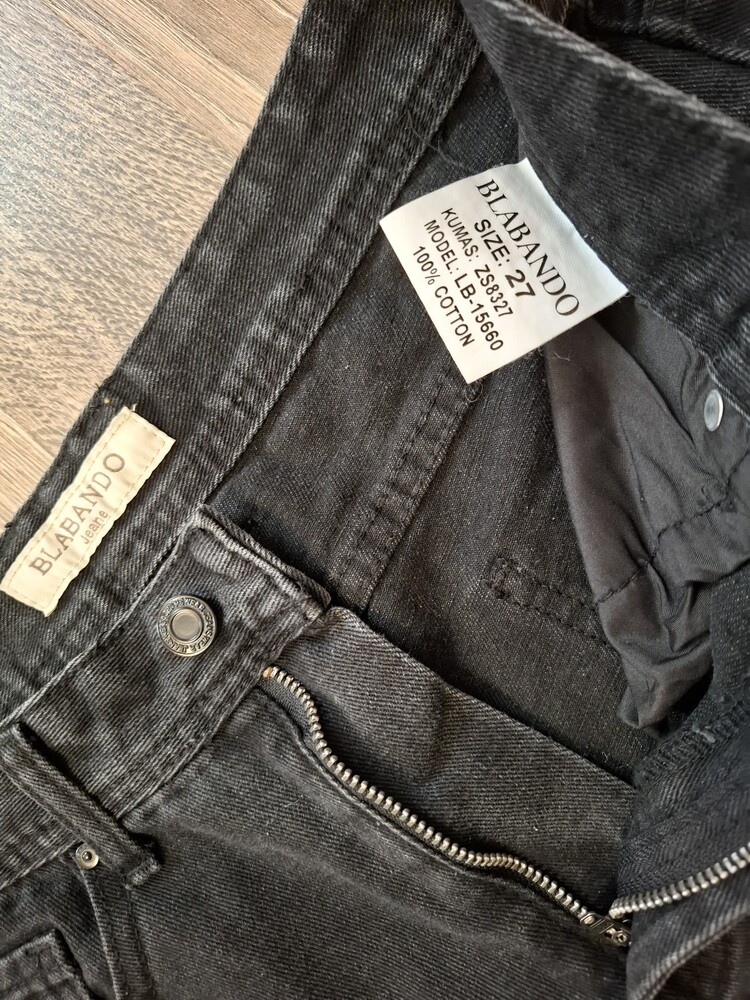 BLABANDO
SIZE: 27
KUMAS: ZS8327
MODEL: LB-15660
100% COTTON
BLABANDO
Jeans